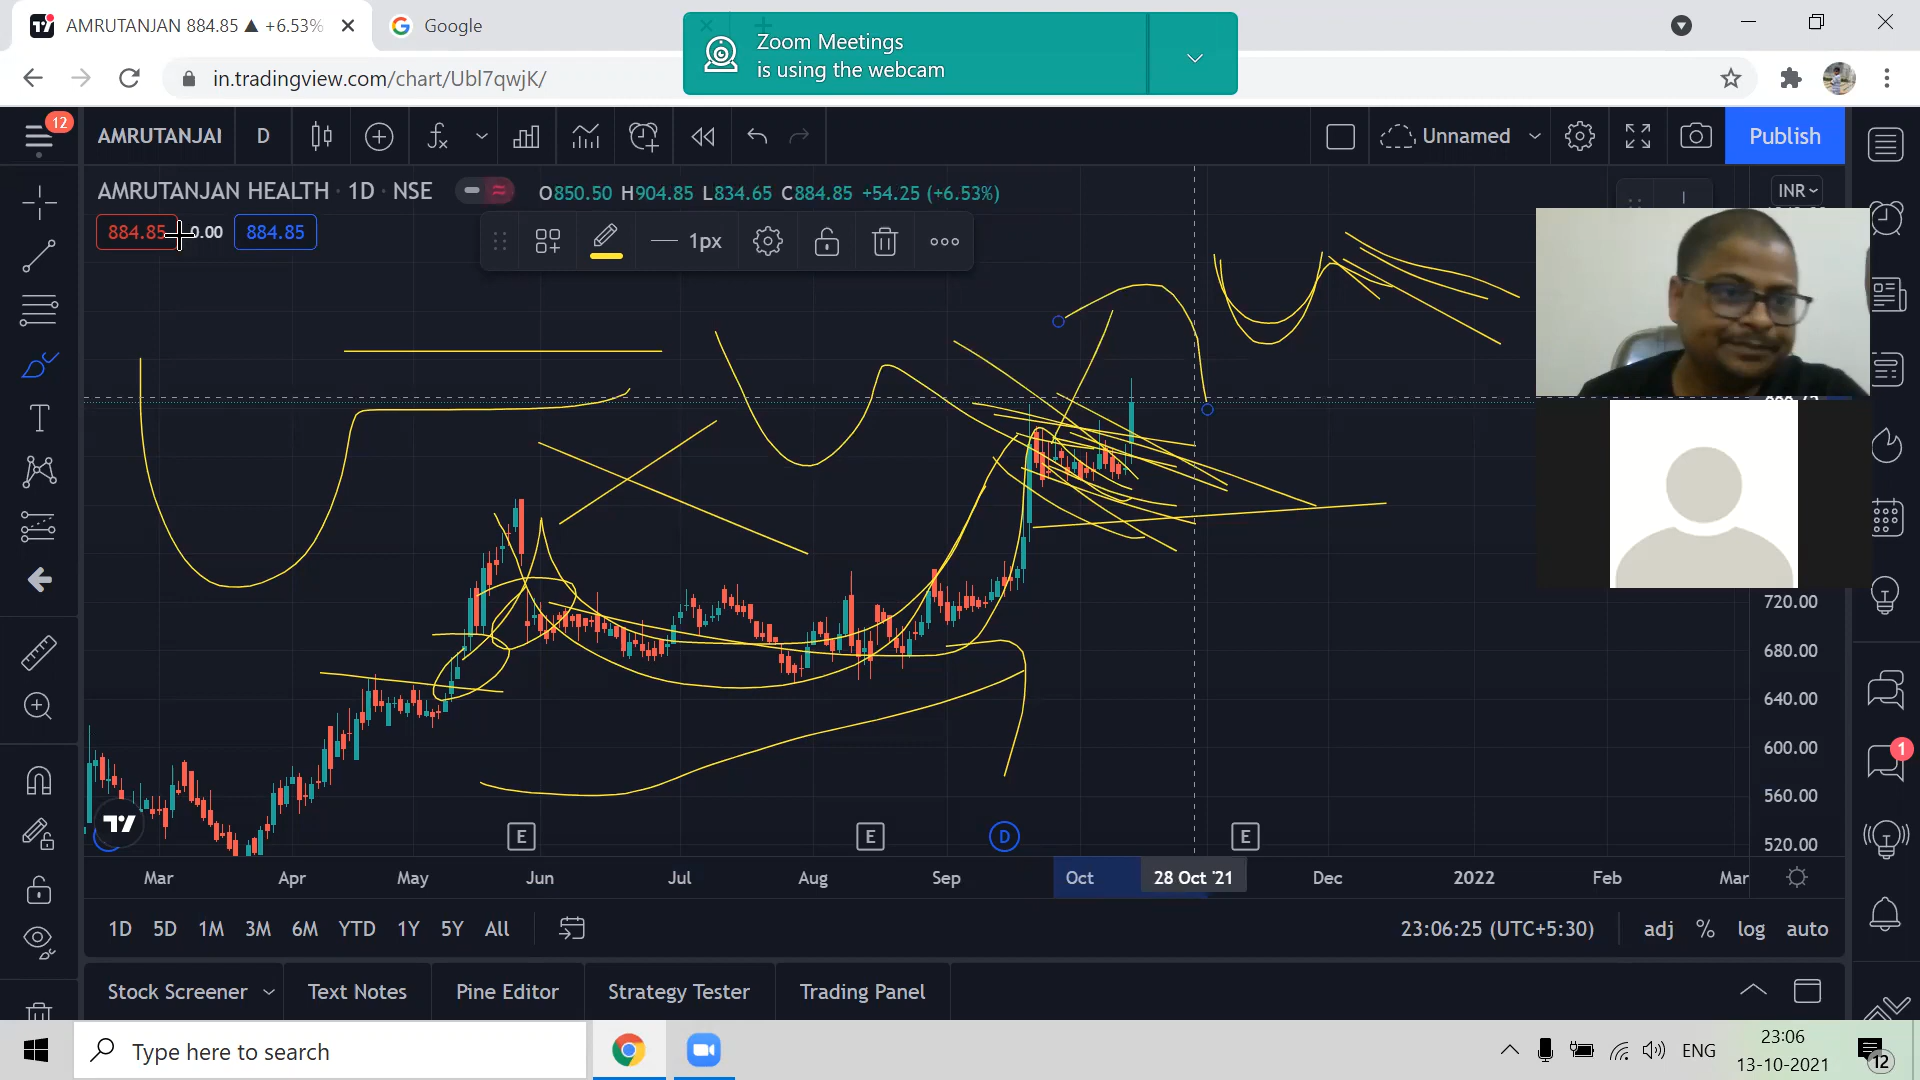 AMRUTANJAN 884.85 ▲ +6.53%
Google
Zoom Meetings
is using the webcam
in.tradingview.com/chart/Ubl7qwjK/
12
AMRUTANJAI
D
Unnamed
Publish
AMRUTANJAN HEALTH · 1D · NSE
O850.50 H904.85 L834.65 C884.85 +54.25 (+6.53%)
INR
884.85
0.00
884.85
1px
720.00
680.00
640.00
600.00
560.00
520.00
E
E
D
E
1
Mar
Apr
May
Jun
Jul
Aug
Sep
Oct
28 Oct '21
Dec
2022
Feb
Mar
1D 5D 1M 3M 6M YTD 1Y 5Y All
23:06:25 (UTC+5:30)
adj % log auto
Stock Screener
Text Notes
Pine Editor
Strategy Tester
Trading Panel
Type here to search
ENG
23:06
13-10-2021
12